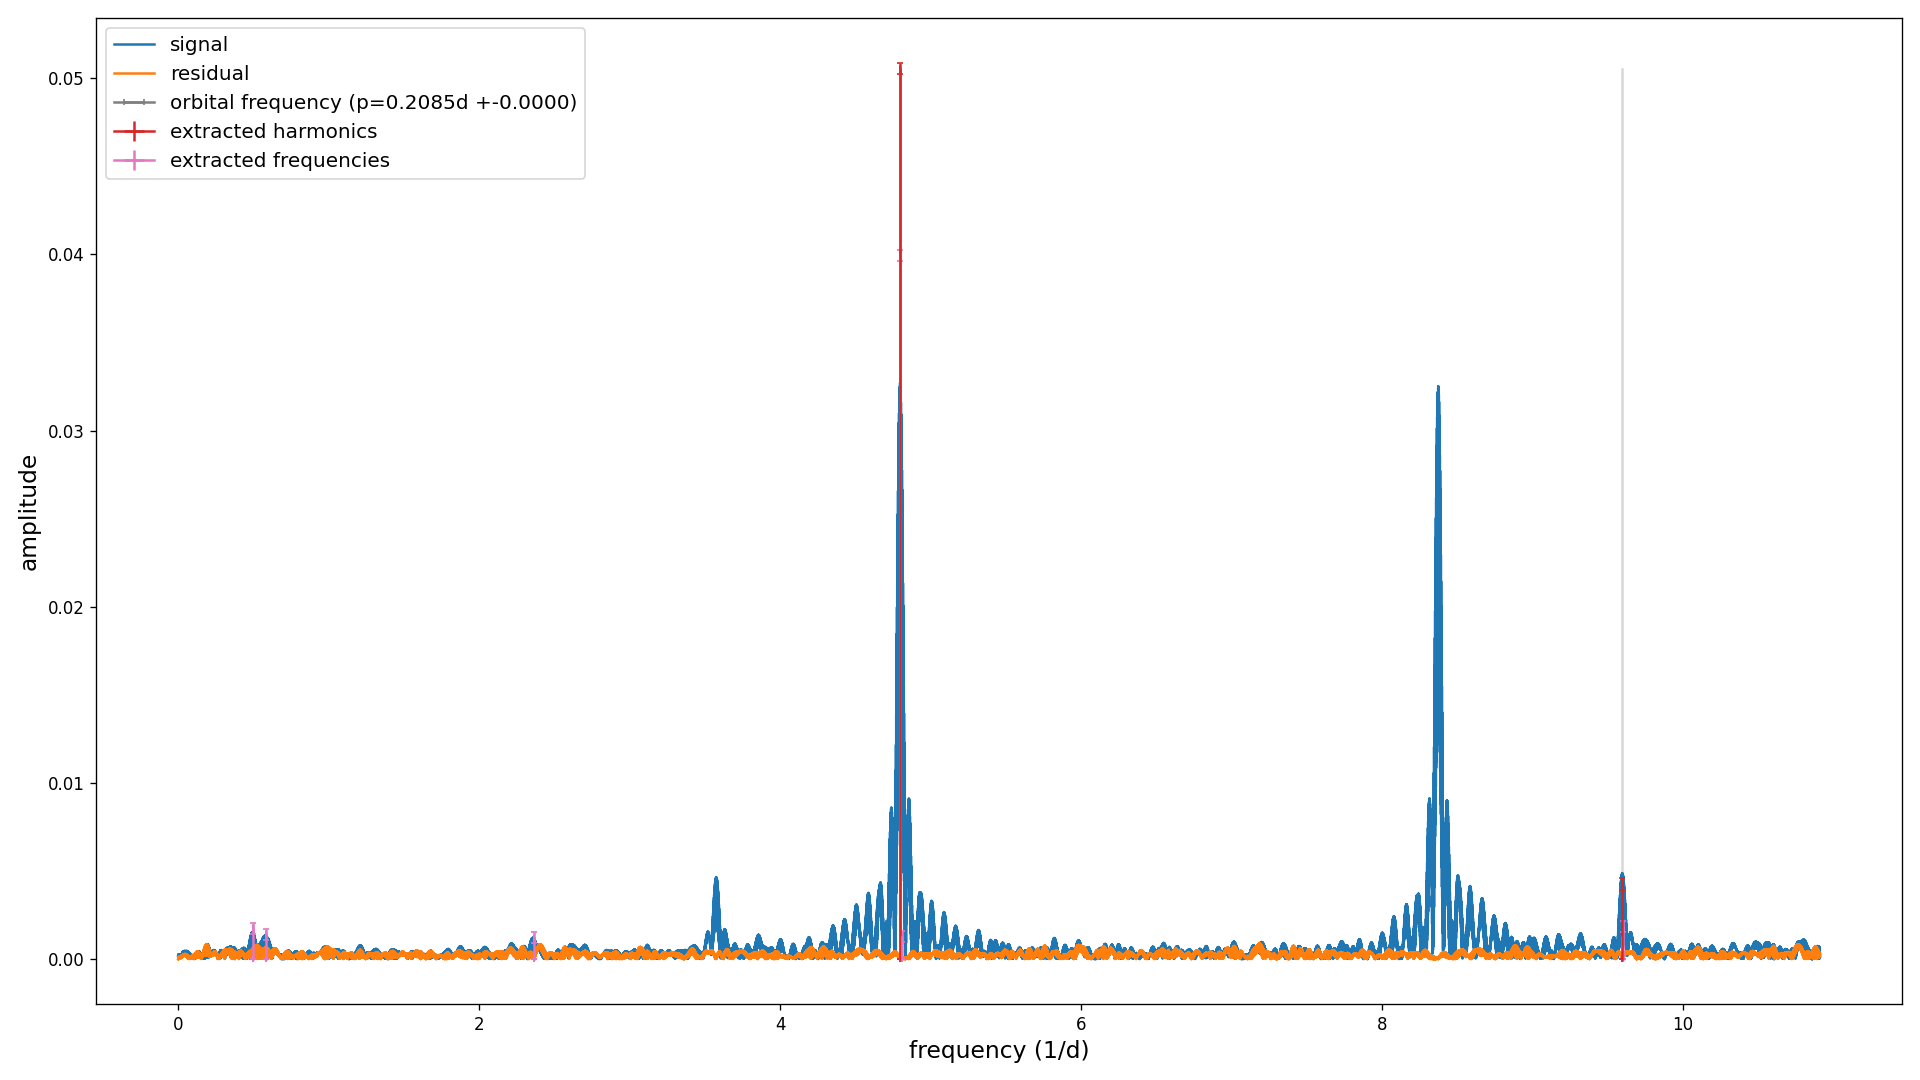 signal
residual
orbital frequency (p=0.2085d +-0.0000)
extracted harmonics
extracted frequencies
0.05
0.04
0.03
0.02
0.01
0.00
amplitude
0 2 4 6 8 10
frequency (1/d)